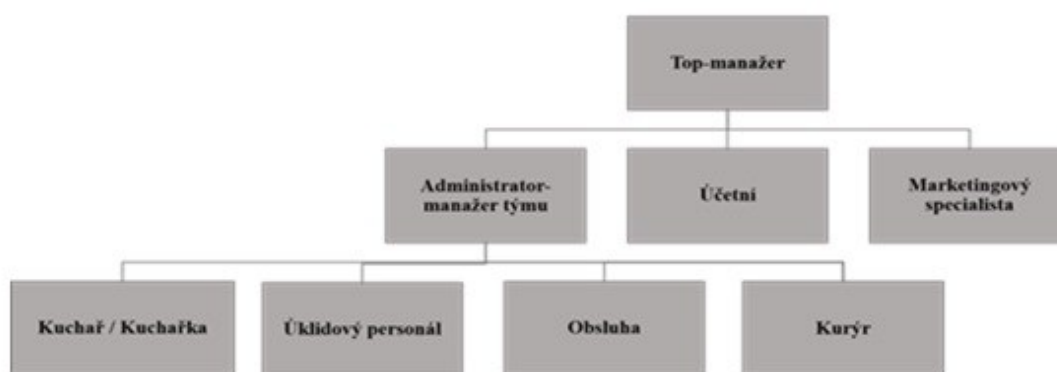 Top-manažer
Administrator-
manažer týmu
Účetní
Marketingový
specialista
Kuchař / Kuchařka
Úklidový personál
Obsluha
Kurýr